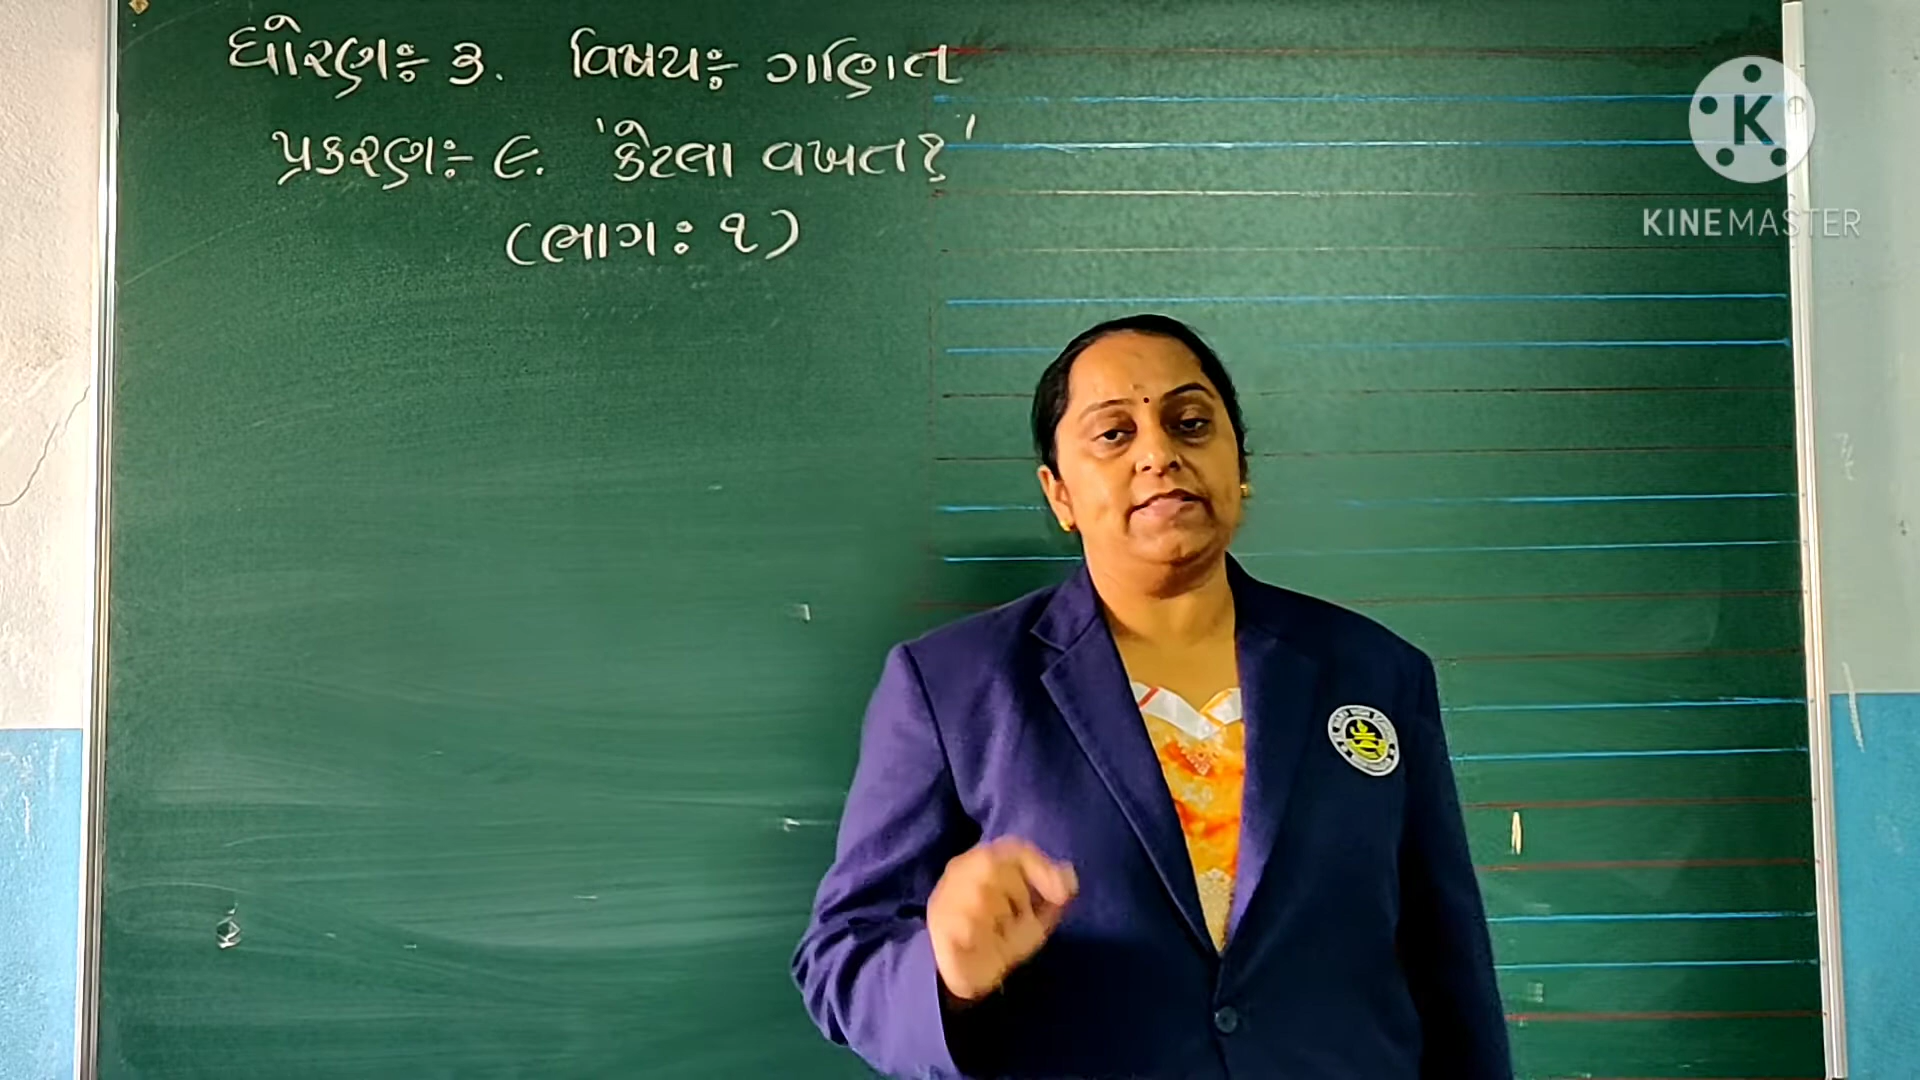 ધોરણઃ- ૩. વિષયઃ- ગણિત
પ્રકરણઃ- ૯. 'કેટલા વખત?'
(ભાગઃ ૧)
K
KINEMASTER